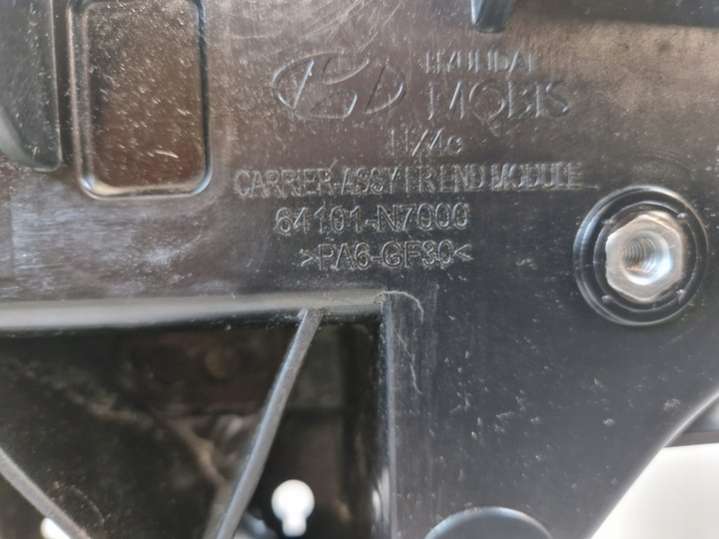 HYUNDAI
MOBIS
CARRIER-ASSY FR END MODULE
64101-N7000
>PA6-GF30<